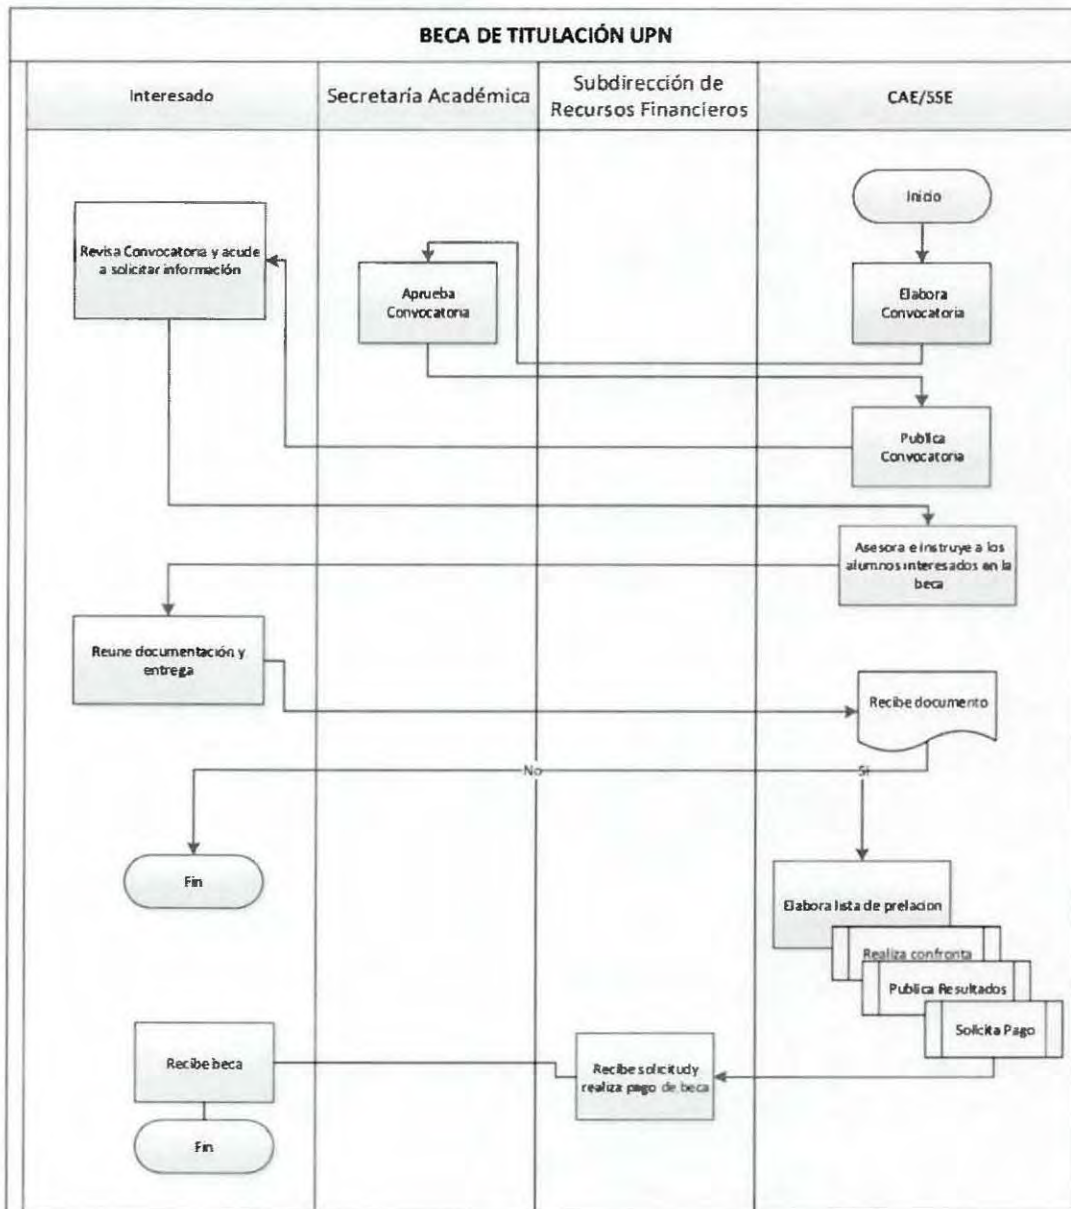 BECA DE TITULACIÓN UPN
Interesado
Secretaría Académica
Subdirección de
Recursos Financieros
CAE/SSE
Inicio
Revisa Convocatoria y acude
a solicitar información
Aprueba
Convocatoria
Elabora
Convocatoria
Publica
Convocatoria
Asesora e instruye a los
alumnos interesados en la
beca
Reune documentación y
entrega
Recibe documento
No
Si
Fin
Elabora lista de prelacion
Realiza confronta
Publica Resultados
Solicita Pago
Recibe beca
Recibe solicitud y
realiza pago de beca
Fin